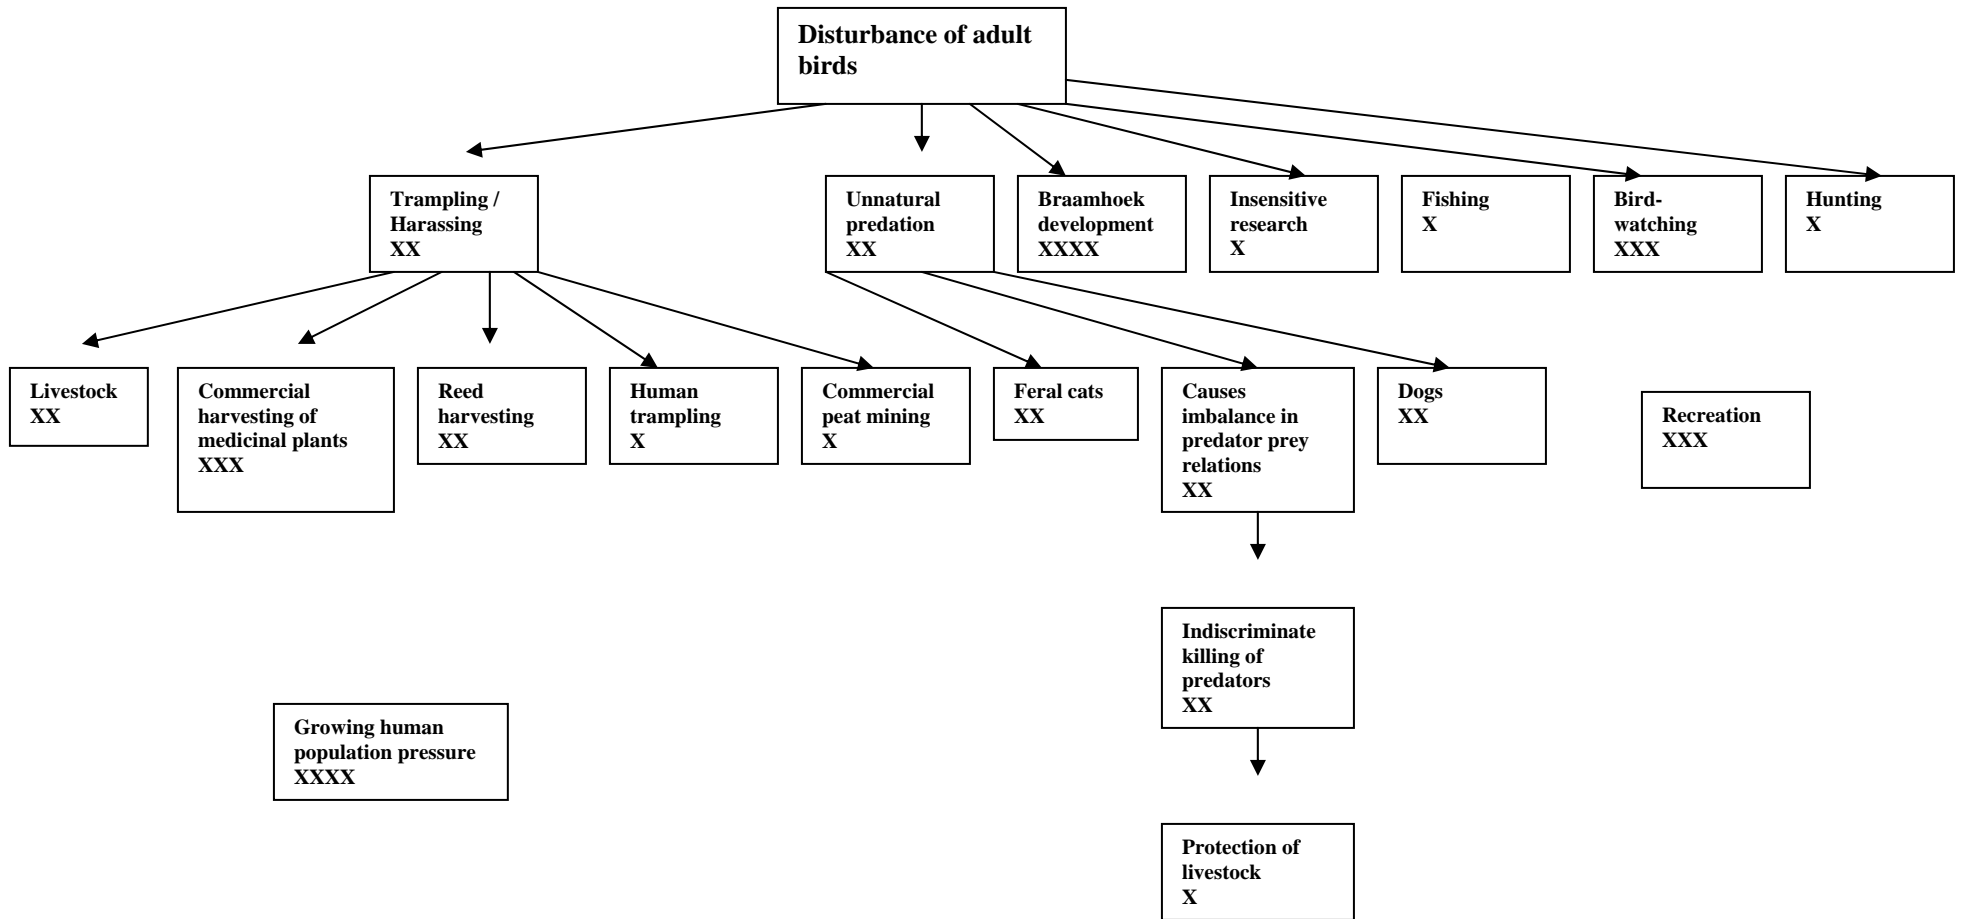 Disturbance of adult
birds
Trampling /
Harassing
XX
Unnatural
predation
XX
Braamhoek
development
XXXX
Insensitive
research
X
Fishing
X
Bird-
watching
XXX
Hunting
X
Livestock
XX
Commercial
harvesting of
medicinal plants
XXX
Reed
harvesting
XX
Human
trampling
X
Commercial
peat mining
X
Feral cats
XX
Causes
imbalance in
predator prey
relations
XX
Dogs
XX
Recreation
XXX
Indiscriminate
killing of
predators
XX
Growing human
population pressure
XXXX
Protection of
livestock
X